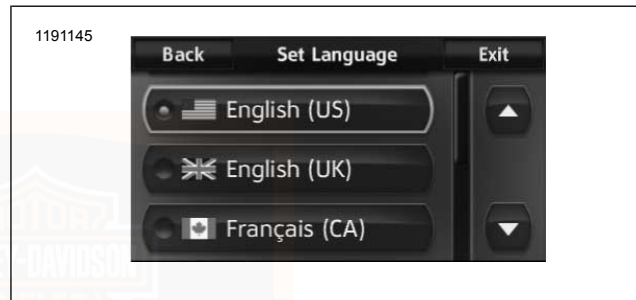 1191145
Back Set Language Exit
English (US)
English (UK)
Français (CA)